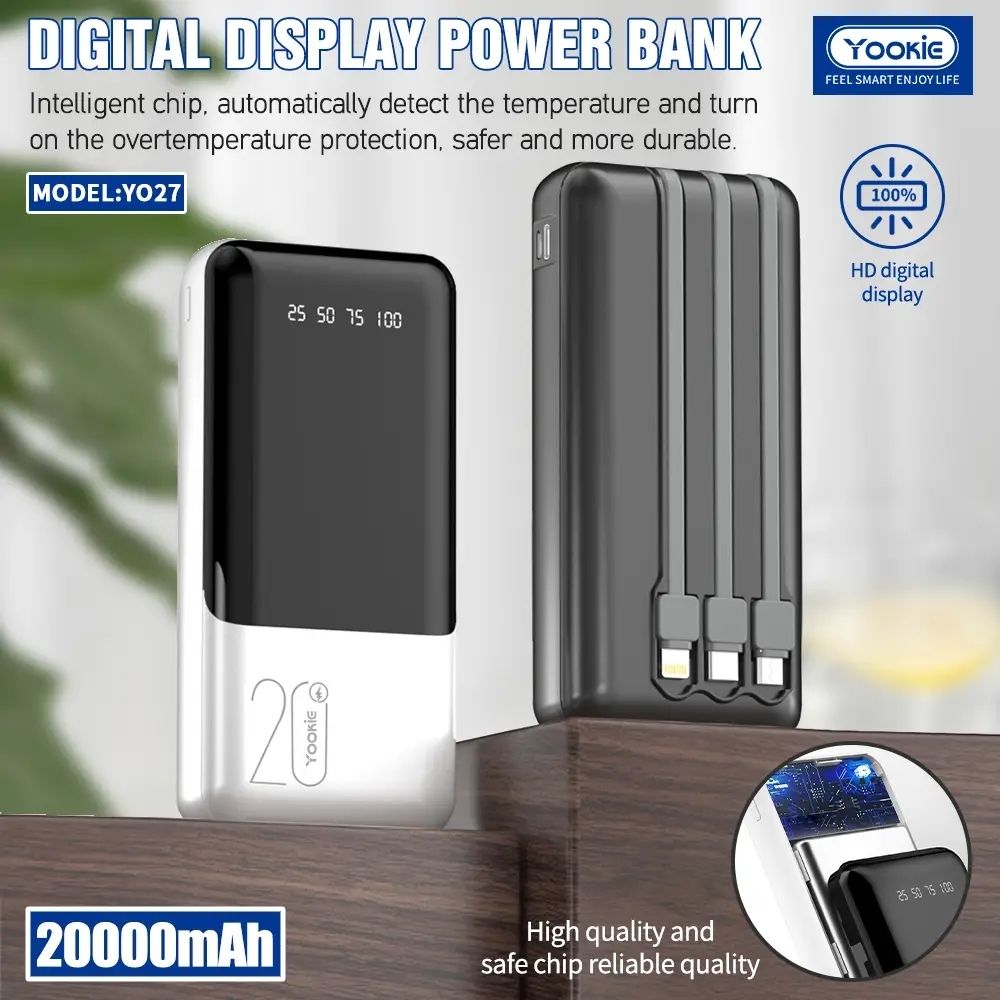 DIGITAL DISPLAY POWER BANK
Intelligent chip, automatically detect the temperature and turn
on the overtemperature protection, safer and more durable.
MODEL:YO27
YOOKIE
FEEL SMART ENJOY LIFE
100%
HD digital
display
25 50 75 100
20
YOOKIE
20000mAh
High quality and
safe chip reliable quality
25 50 75 100